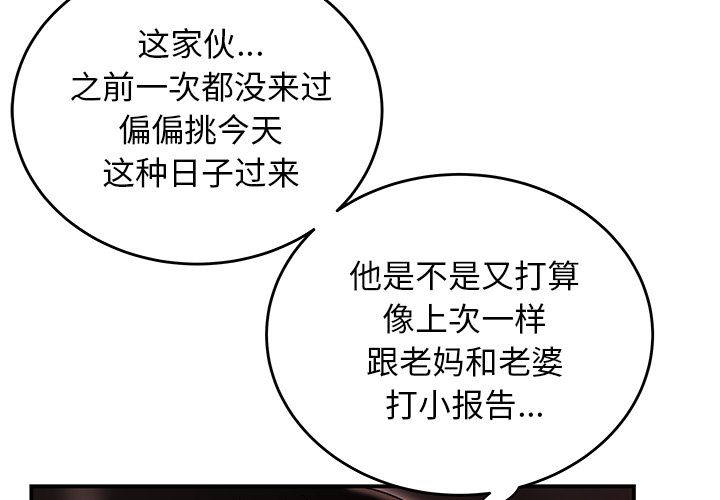 这家伙...
之前一次都没来过
偏偏挑今天
这种日子过来
他是不是又打算
像上次一样
跟老妈和老婆
打小报告...